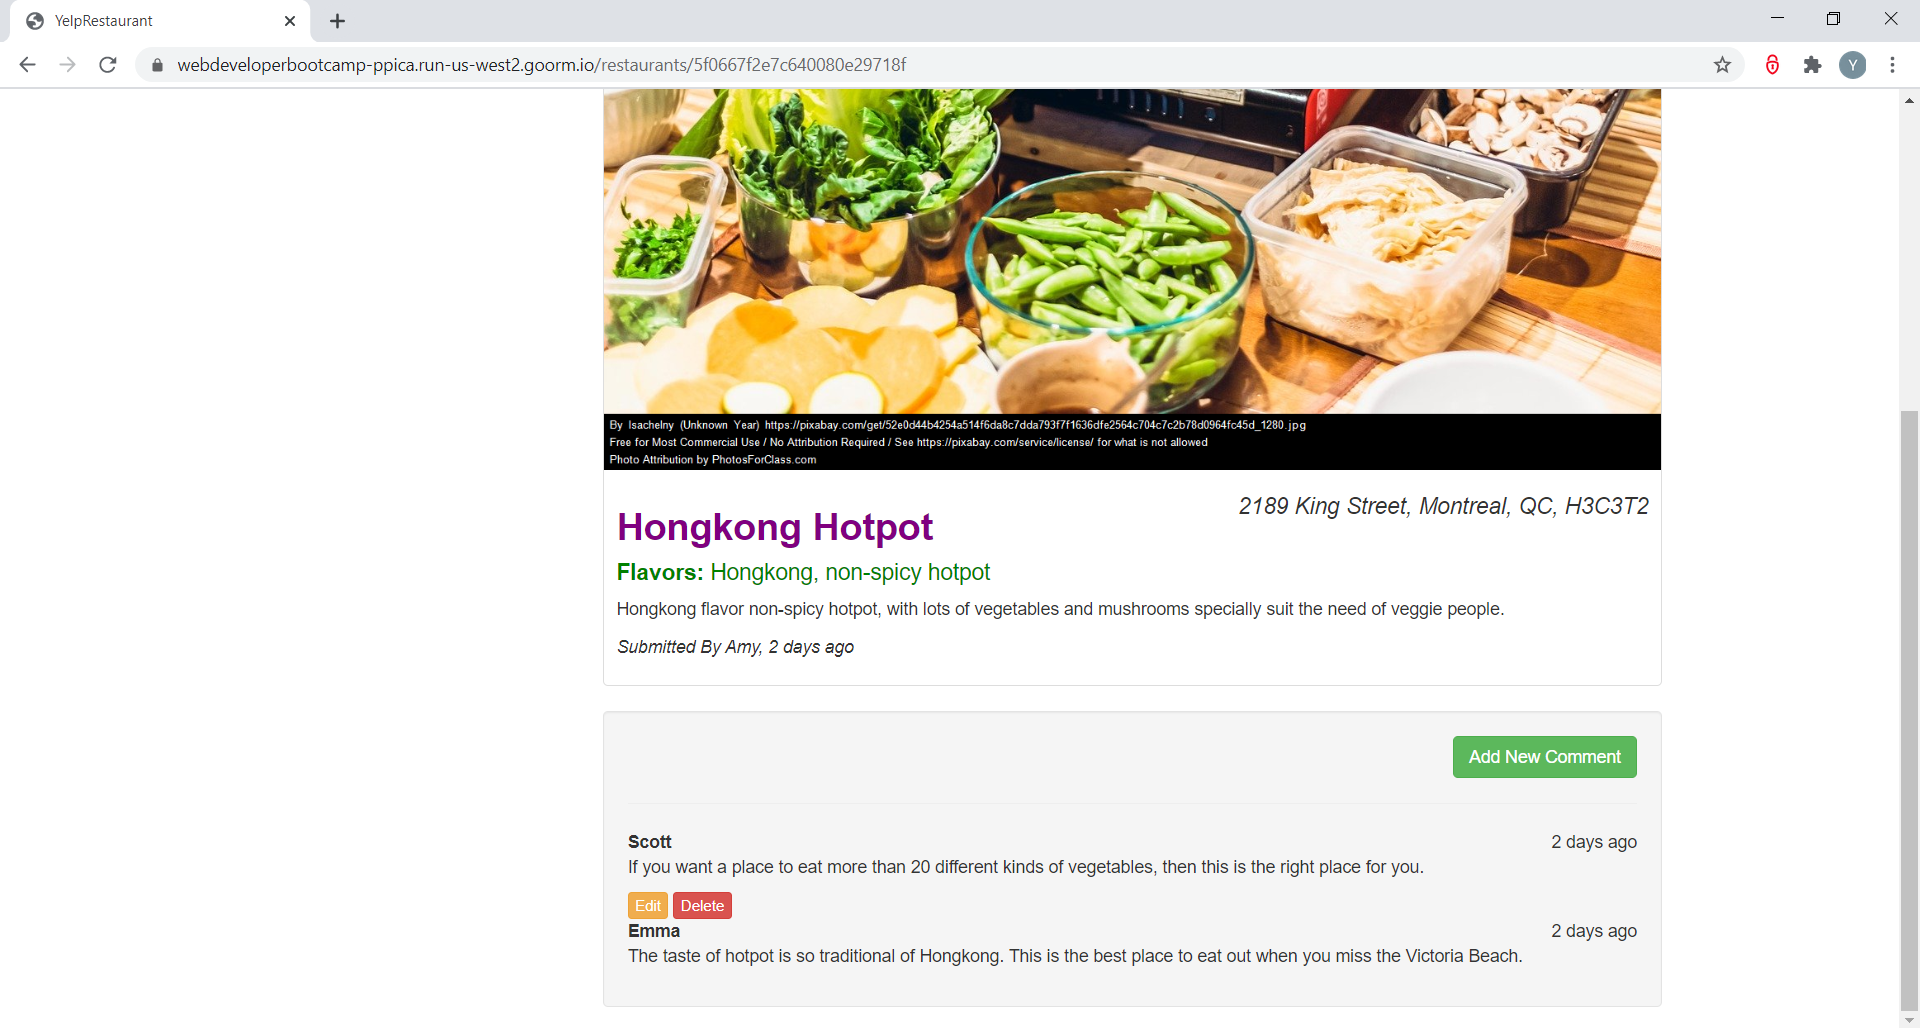 YelpRestaurant
webdeveloperbootcamp-ppica.run-us-west2.goorm.io/restaurants/5f0667f2e7c640080e29718f
Y
By Isachelny (Unknown Year) https://pixabay.com/get/52e0d44b4254a514f6da8c7dda793f7f1636dfe2564c704c7c2b78d0964fc45d_1280.jpg
Free for Most Commercial Use / No Attribution Required / See https://pixabay.com/service/license/ for what is not allowed
Photo Attribution by PhotosForClass.com
2189 King Street, Montreal, QC, H3C3T2
Hongkong Hotpot
Flavors: Hongkong, non-spicy hotpot
Hongkong flavor non-spicy hotpot, with lots of vegetables and mushrooms specially suit the need of veggie people.
Submitted By Amy, 2 days ago
Add New Comment
Scott 2 days ago
If you want a place to eat more than 20 different kinds of vegetables, then this is the right place for you.
Edit Delete
Emma 2 days ago
The taste of hotpot is so traditional of Hongkong. This is the best place to eat out when you miss the Victoria Beach.